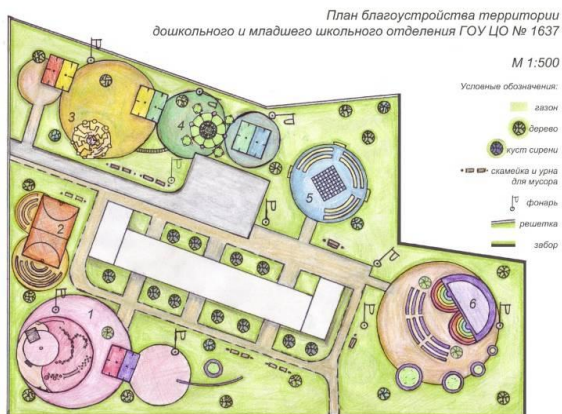 План благоустройства территории
дошкольного и младшего школьного отделения ГОУ ЦО № 1637
М 1:500
Условные обозначения:
газон
дерево
куст сирени
скамейка и урна
для мусора
фонарь
решетка
забор
3
4
5
2
6
1